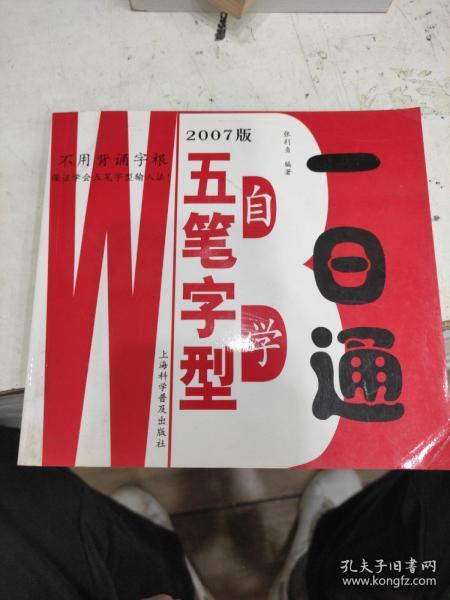 不用背诵字根
保证学会五笔字型输入法!
2007版
五笔字型
自学
一日通
张利贞 编著
上海科学普及出版社
孔夫子旧书网
www.kongfz.com